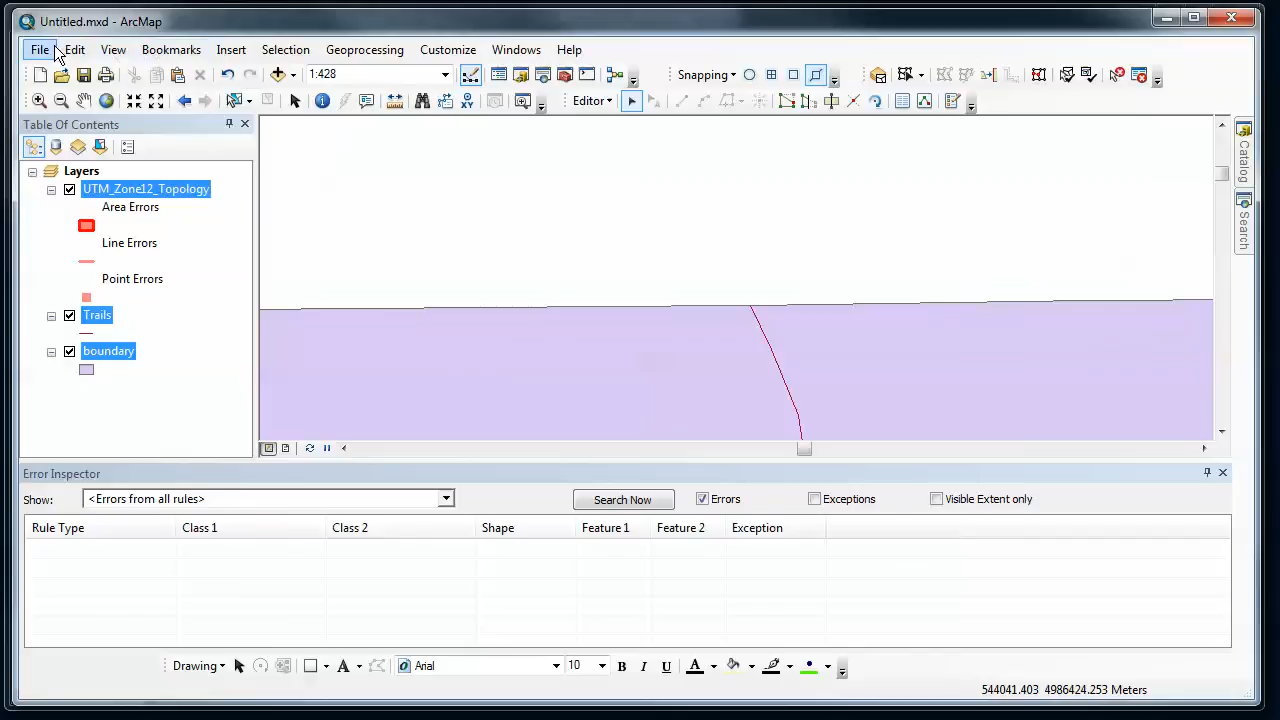 Untitled.mxd - ArcMap
File Edit View Bookmarks Insert Selection Geoprocessing Customize Windows Help
1:428 Snapping
Editor
Table Of Contents
Layers
UTM_Zone12_Topology
Area Errors
Line Errors
Point Errors
Trails
boundary
Catalog
Search
Error Inspector
Show: <Errors from all rules> Search Now Errors Exceptions Visible Extent only
Rule Type Class 1 Class 2 Shape Feature 1 Feature 2 Exception
Drawing A Arial 10 B I U A
544041.403 4986424.253 Meters